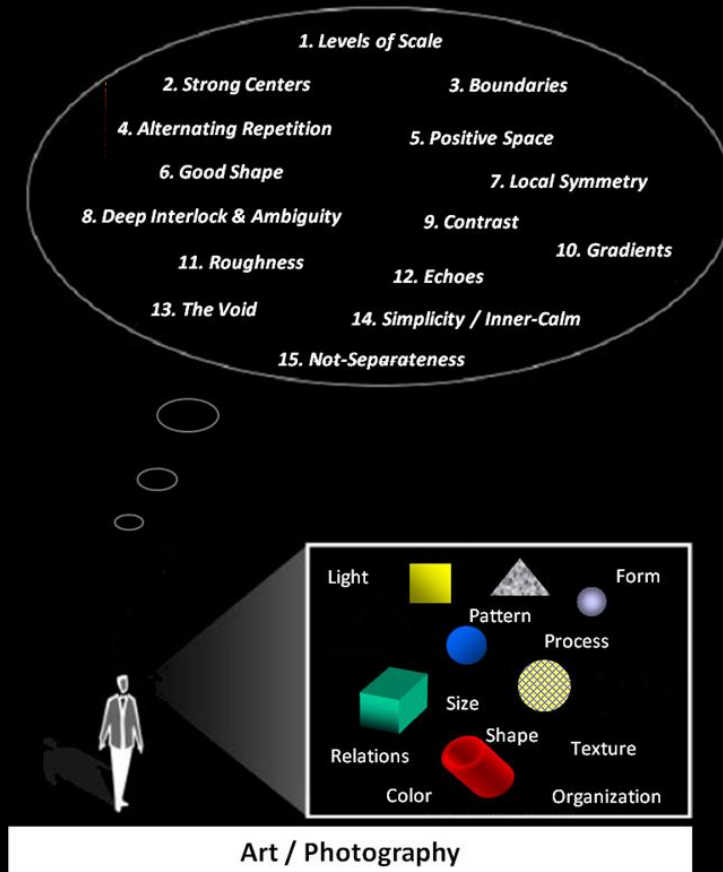 1. Levels of Scale
2. Strong Centers
3. Boundaries
4. Alternating Repetition
5. Positive Space
6. Good Shape
7. Local Symmetry
8. Deep Interlock & Ambiguity
9. Contrast
10. Gradients
11. Roughness
12. Echoes
13. The Void
14. Simplicity / Inner-Calm
15. Not-Separateness
Light
Form
Pattern
Process
Size
Shape
Relations
Texture
Color
Organization
Art / Photography